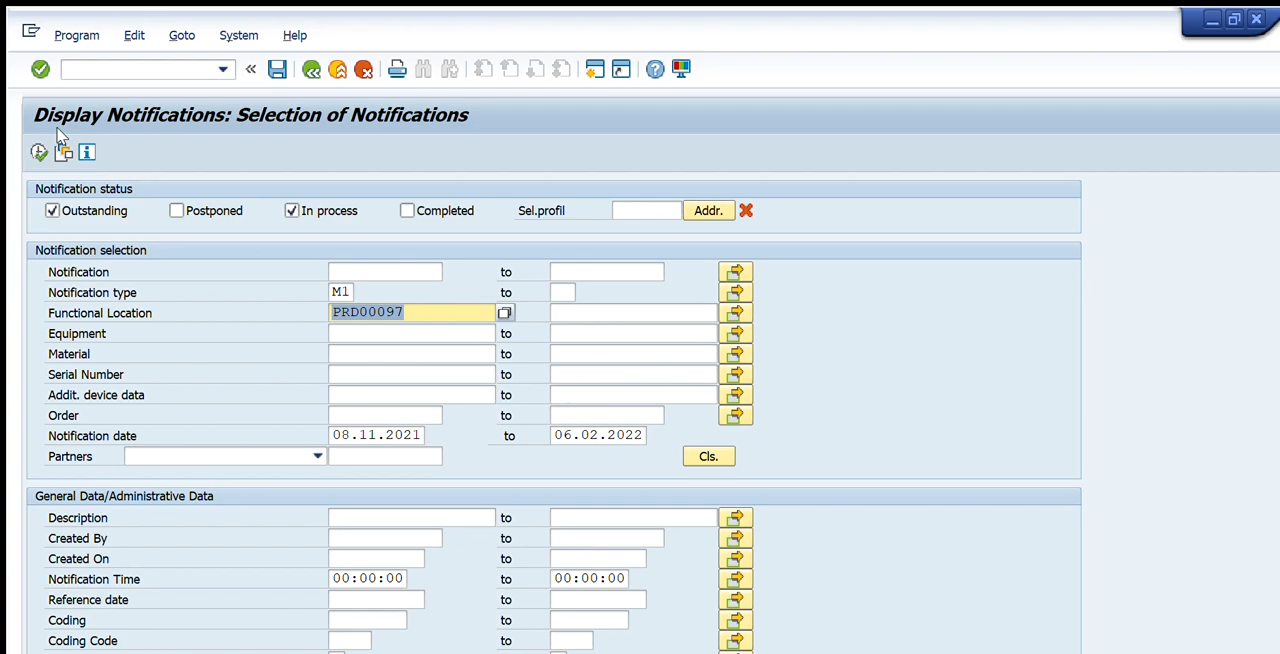 Program Edit Goto System Help
Display Notifications: Selection of Notifications
Notification status
Outstanding Postponed In process Completed Sel.profil Addr.
Notification selection
Notification to
Notification type M1 to
Functional Location PRD00097
Equipment to
Material to
Serial Number to
Addit. device data to
Order to
Notification date 08.11.2021 to 06.02.2022
Partners Cls.
General Data/Administrative Data
Description to
Created By to
Created On to
Notification Time 00:00:00 to 00:00:00
Reference date to
Coding to
Coding Code to